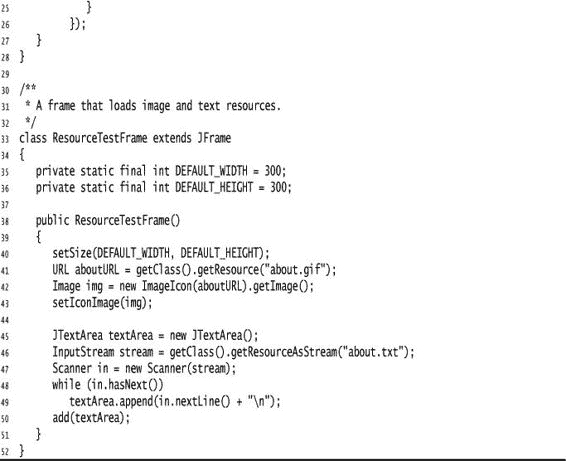 25 }
26 });
27 }
28 }
29
30 /**
31 * A frame that loads image and text resources.
32 */
33 class ResourceTestFrame extends JFrame
34 {
35 private static final int DEFAULT_WIDTH = 300;
36 private static final int DEFAULT_HEIGHT = 300;
37
38 public ResourceTestFrame()
39 {
40 setSize(DEFAULT_WIDTH, DEFAULT_HEIGHT);
41 URL aboutURL = getClass().getResource("about.gif");
42 Image img = new ImageIcon(aboutURL).getImage();
43 setIconImage(img);
44
45 JTextArea textArea = new JTextArea();
46 InputStream stream = getClass().getResourceAsStream("about.txt");
47 Scanner in = new Scanner(stream);
48 while (in.hasNext())
49 textArea.append(in.nextLine() + "\n");
50 add(textArea);
51 }
52 }